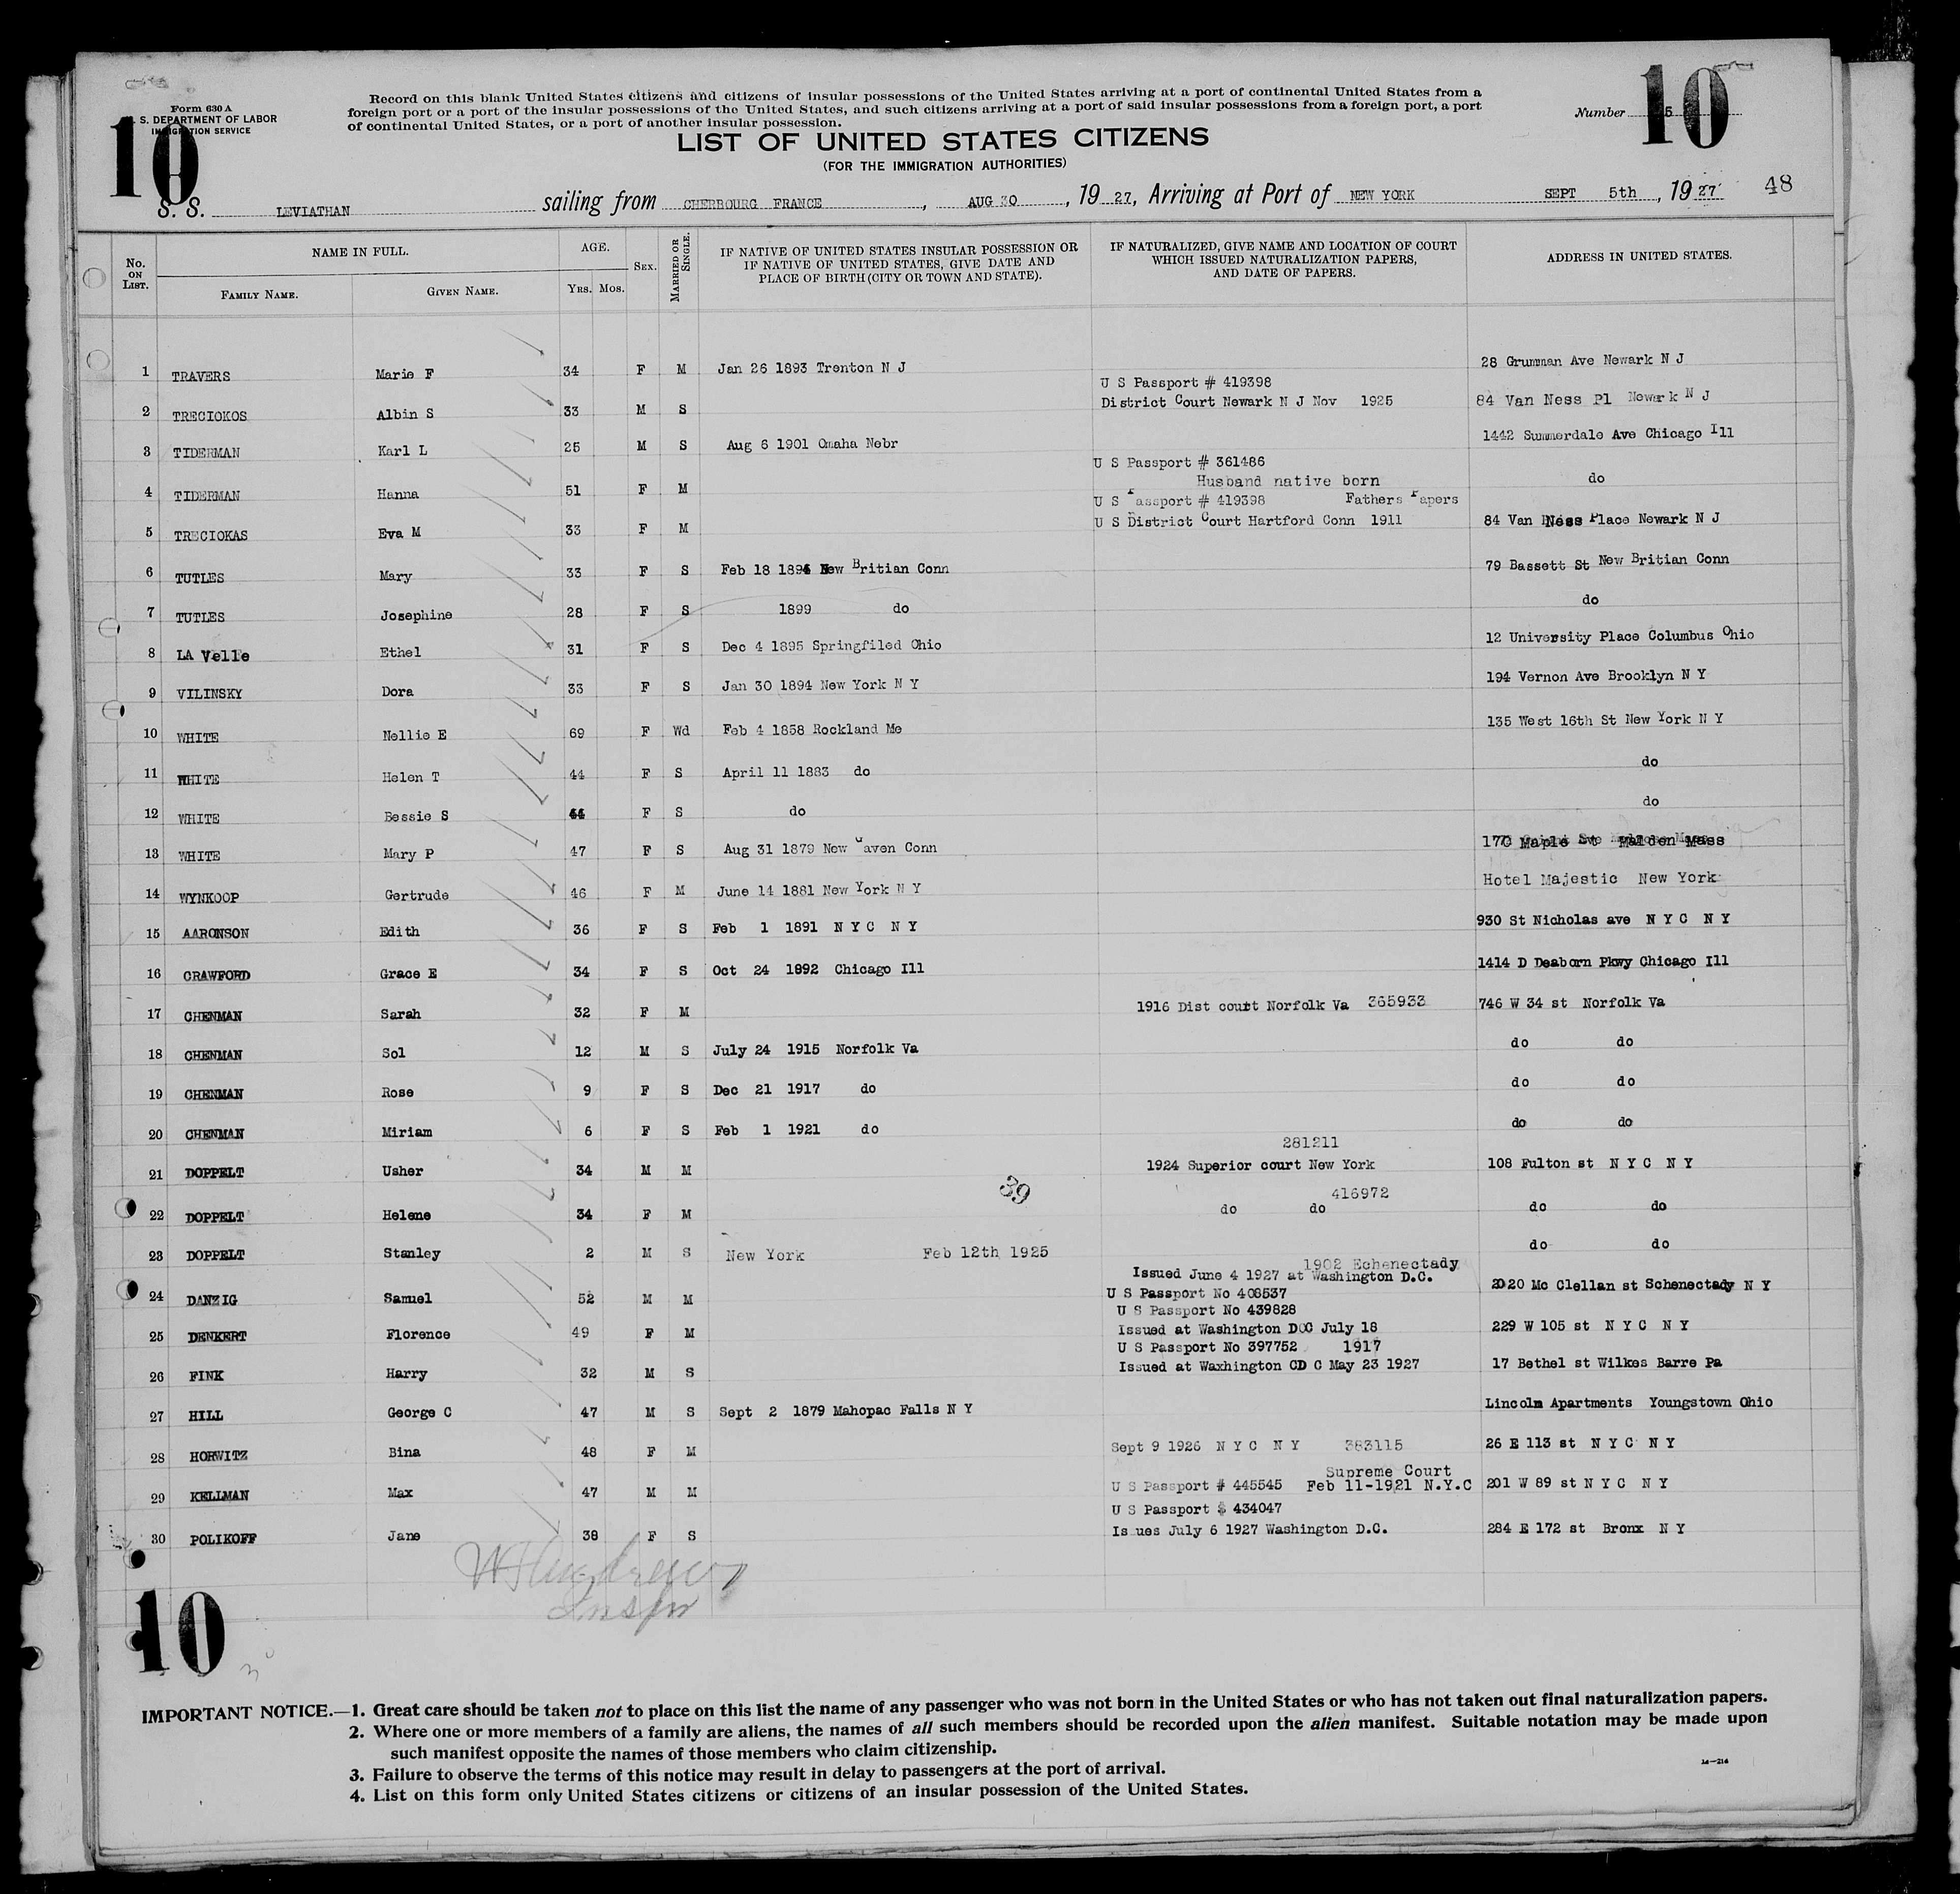 Form 630 A
S. DEPARTMENT OF LABOR
IMMIGRATION SERVICE
10
Record on this blank United States citizens and citizens of insular possessions of the United States arriving at a port of continental United States from a
foreign port or a port of the insular possessions of the United States, and such citizens arriving at a port of said insular possessions from a foreign port, a port
of continental United States, or a port of another insular possession.
Number 5
10
LIST OF UNITED STATES CITIZENS
(FOR THE IMMIGRATION AUTHORITIES)
S. S. LEVIATHAN sailing from CHERBOURG FRANCE, AUG 30, 19 27, Arriving at Port of NEW YORK SEPT 5th, 19 27 48
No. ON LIST. NAME IN FULL. FAMILY NAME. GIVEN NAME. AGE. YRS. MOS. SEX. MARRIED OR SINGLE. IF NATIVE OF UNITED STATES INSULAR POSSESSION OR IF NATIVE OF UNITED STATES, GIVE DATE AND PLACE OF BIRTH (CITY OR TOWN AND STATE). IF NATURALIZED, GIVE NAME AND LOCATION OF COURT WHICH ISSUED NATURALIZATION PAPERS, AND DATE OF PAPERS. ADDRESS IN UNITED STATES.
1 TRAVERS Marie F 34 F M Jan 26 1893 Trenton N J 28 Grumman Ave Newark N J
U S Passport # 419398
2 TRECIOKOS Albin S 33 M S District Court Newark N J Nov 1925 84 Van Ness Pl Newark N J
3 TIDERMAN Karl L 25 M S Aug 6 1901 Omaha Nebr 1442 Summerdale Ave Chicago Ill
U S Passport # 361486
4 TIDERMAN Hanna 51 F M Husband native born do
U S Passport # 419398 Fathers Papers
5 TRECIOKAS Eva M 33 F M U S District Court Hartford Conn 1911 84 Van Ness Place Newark N J
6 TUTLES Mary 33 F S Feb 18 1894 New Britian Conn 79 Bassett St New Britian Conn
7 TUTLES Josephine 28 F S 1899 do do
8 LA Velle Ethel 31 F S Dec 4 1895 Springfiled Ohio 12 University Place Columbus Ohio
9 VILINSKY Dora 33 F S Jan 30 1894 New York N Y 194 Vernon Ave Brooklyn N Y
10 WHITE Nellie E 69 F Wd Feb 4 1858 Rockland Me 135 West 16th St New York N Y
11 WHITE Helen T 44 F S April 11 1883 do do
12 WHITE Bessie S 44 F S do do
13 WHITE Mary P 47 F S Aug 31 1879 New Haven Conn 170 Maple St Malden Mass
14 WYNKOOP Gertrude 46 F M June 14 1881 New York N Y Hotel Majestic New York
15 AARONSON Edith 36 F S Feb 1 1891 N Y C N Y 930 St Nicholas ave N Y C N Y
16 CRAWFORD Grace E 34 F S Oct 24 1892 Chicago Ill 1414 D Deaborn Pkwy Chicago Ill
17 CHENMAN Sarah 32 F M 1916 Dist court Norfolk Va 365933 746 W 34 st Norfolk Va
18 CHENMAN Sol 12 M S July 24 1915 Norfolk Va do do
19 CHENMAN Rose 9 F S Dec 21 1917 do do do
20 CHENMAN Miriam 6 F S Feb 1 1921 do do do
281211
21 DOPPELT Usher 34 M M 1924 Superior court New York 108 Fulton st N Y C N Y
39 416972
22 DOPPELT Helene 34 F M do do do do
23 DOPPELT Stanley 2 M S New York Feb 12th 1925 do do
1902 Echenectady
Issued June 4 1927 at Washington D.C.
24 DANZIG Samuel 52 M M U S Passport No 408537 2020 Mc Clellan st Schenectady N Y
U S Passport No 439828
25 DENKERT Florence 49 F M Issued at Washington D C July 18 229 W 105 st N Y C N Y
U S Passport No 397752 1917
26 FINK Harry 32 M S Issued at Waxhington CD C May 23 1927 17 Bethel st Wilkes Barre Pa
27 HILL George C 47 M S Sept 2 1879 Mahopac Falls N Y Lincoln Apartments Youngstown Ohio
28 HORWITZ Bina 48 F M Sept 9 1926 N Y C N Y 383115 26 E 113 st N Y C N Y
Supreme Court
29 KELLMAN Max 47 M M U S Passport # 445545 Feb 11-1921 N.Y.C 201 W 89 st N Y C N Y
U S Passport # 434047
30 POLIKOFF Jane 38 F S Is ues July 6 1927 Washington D.C. 284 E 172 st Bronx N Y
Andrews
Inspr
10
IMPORTANT NOTICE.—1. Great care should be taken not to place on this list the name of any passenger who was not born in the United States or who has not taken out final naturalization papers.
2. Where one or more members of a family are aliens, the names of all such members should be recorded upon the alien manifest. Suitable notation may be made upon
such manifest opposite the names of those members who claim citizenship.
3. Failure to observe the terms of this notice may result in delay to passengers at the port of arrival.
4. List on this form only United States citizens or citizens of an insular possession of the United States.
14—214